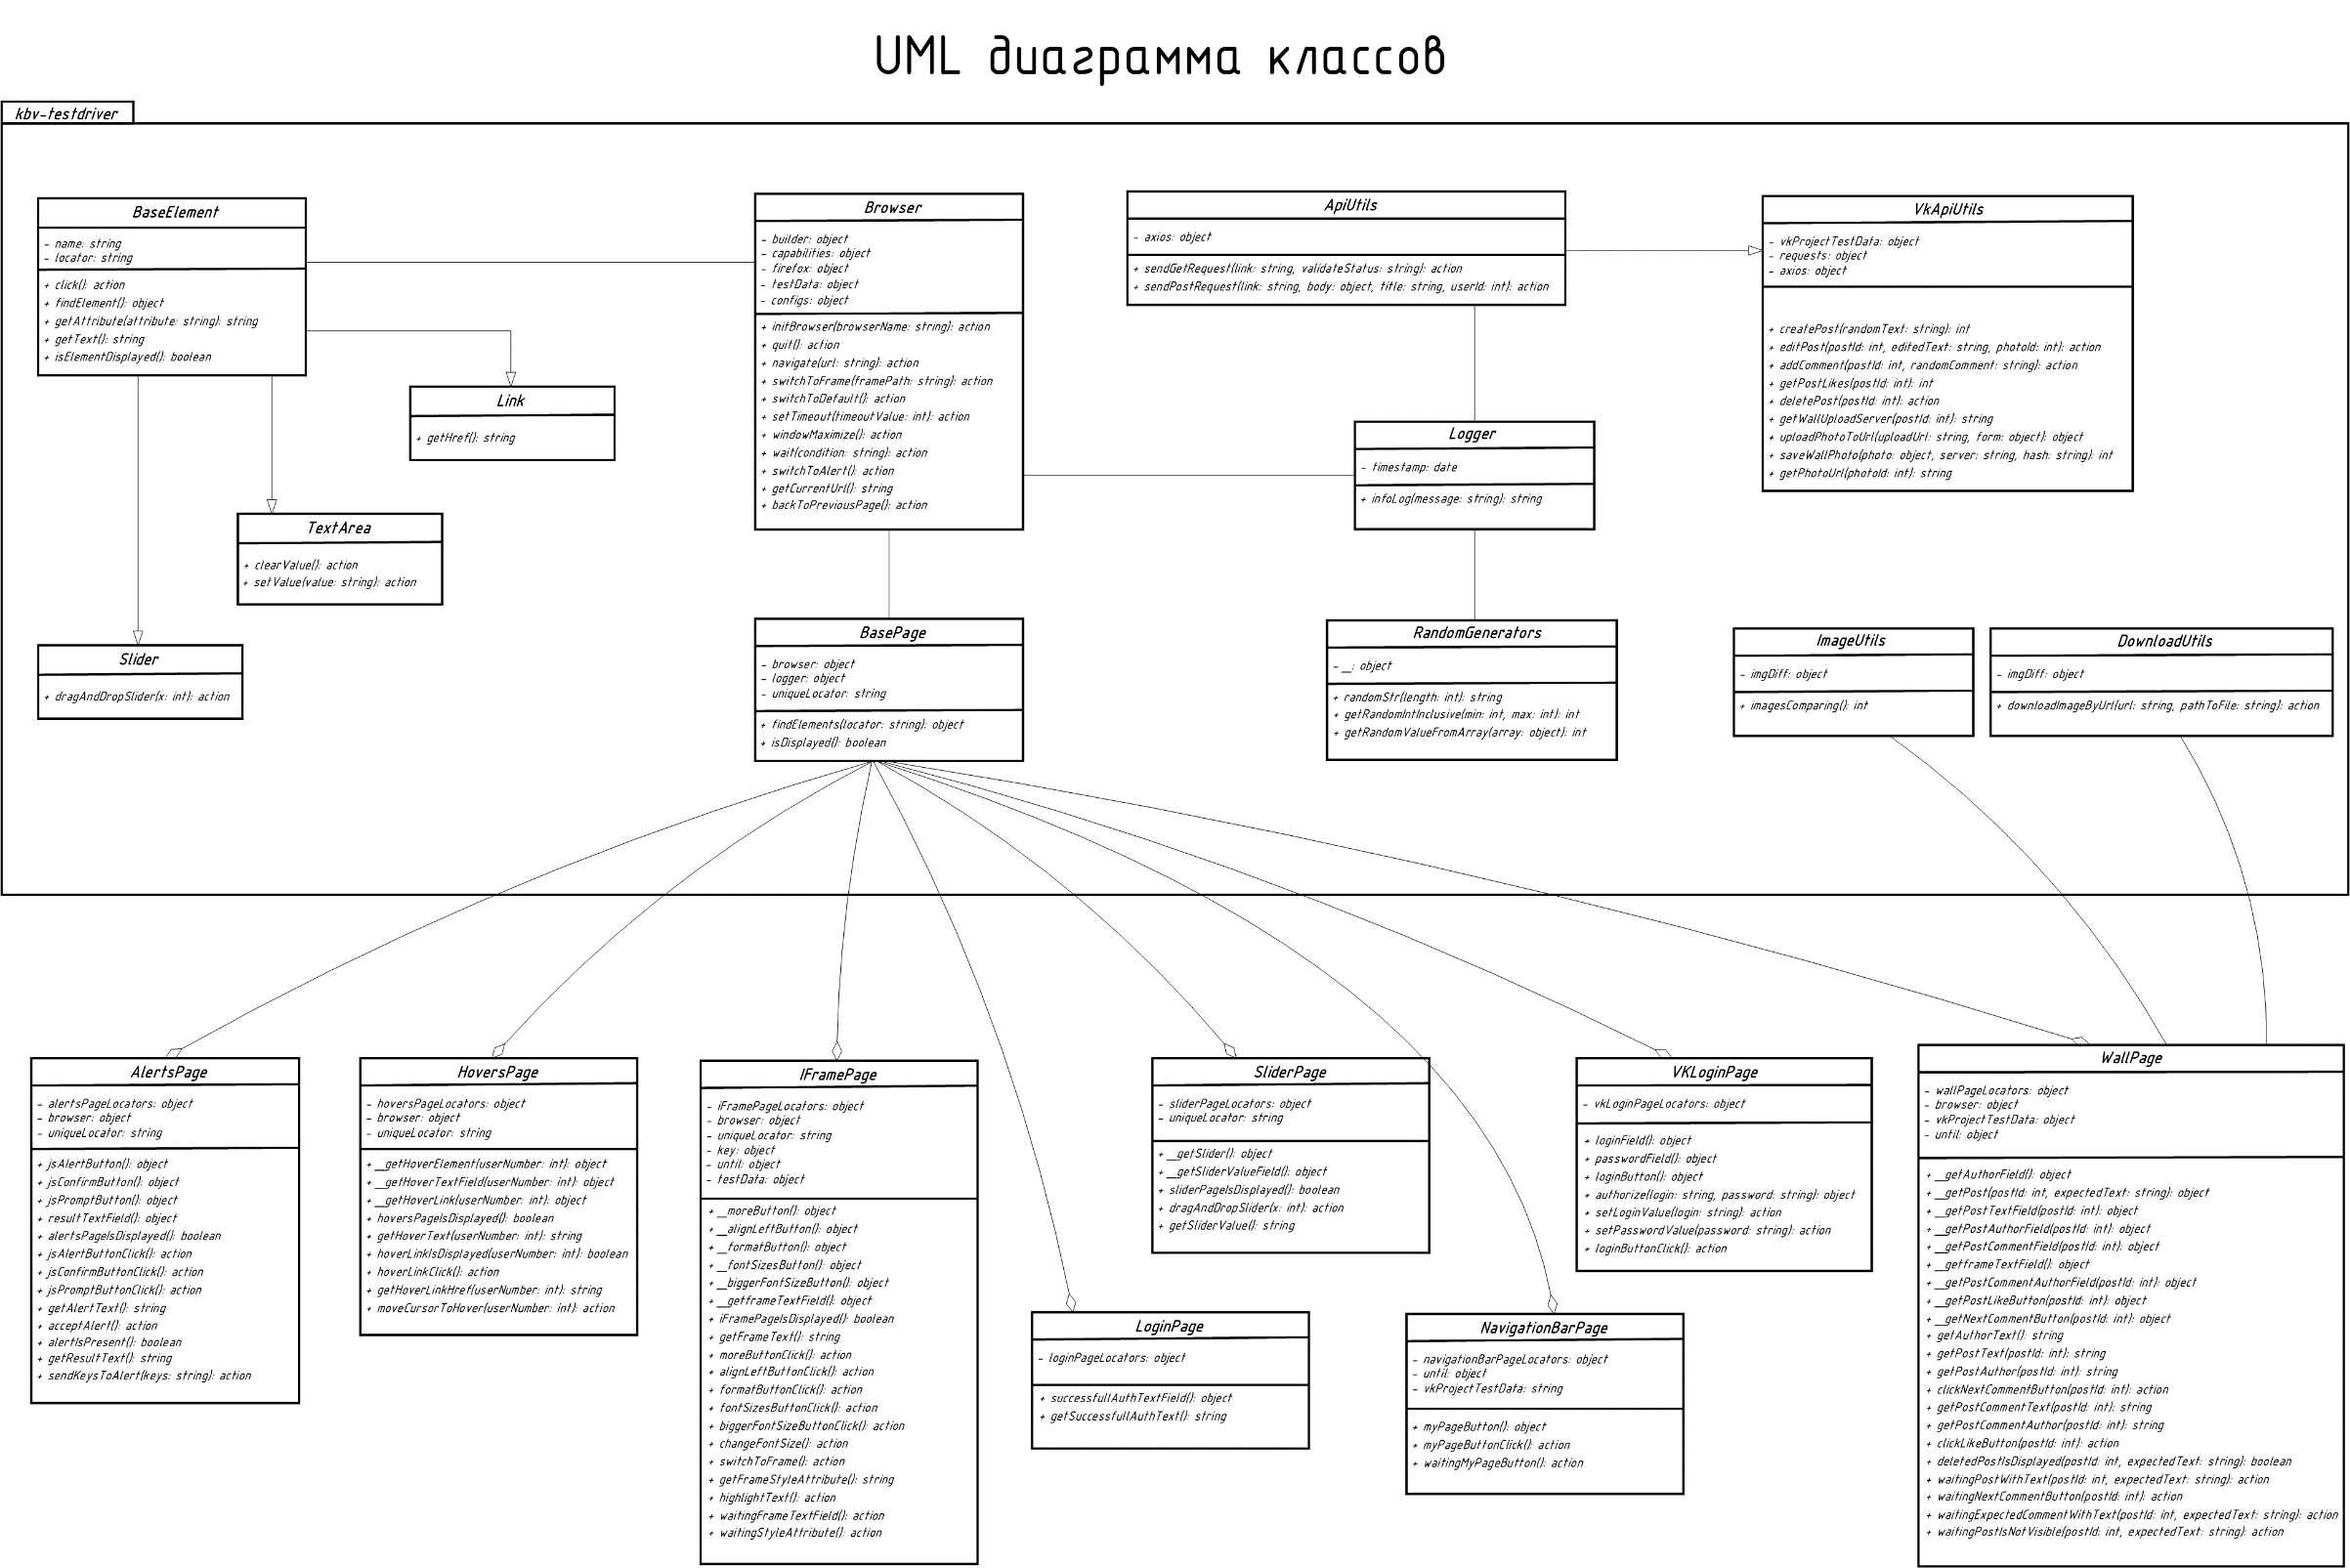 UML диаграмма классов
kbv-testdriver
BaseElement
- name: string
- locator: string
+ click(): action
+ findElement(): object
+ getAttribute(attribute: string): string
+ getText(): string
+ isElementDisplayed(): boolean
Browser
- builder: object
- capabilities: object
- firefox: object
- testData: object
- configs: object
+ initBrowser(browserName: string): action
+ quit(): action
+ navigate(url: string): action
+ switchToFrame(framePath: string): action
+ switchToDefault(): action
+ setTimeout(timeoutValue: int): action
+ windowMaximize(): action
+ wait(condition: string): action
+ switchToAlert(): action
+ getCurrentUrl(): string
+ backToPreviousPage(): action
ApiUtils
- axios: object
+ sendGetRequest(link: string, validateStatus: string): action
+ sendPostRequest(link: string, body: object, title: string, userId: int): action
VkApiUtils
- vkProjectTestData: object
- requests: object
- axios: object
+ createPost(randomText: string): int
+ editPost(postId: int, editedText: string, photoId: int): action
+ addComment(postId: int, randomComment: string): action
+ getPostLikes(postId: int): int
+ deletePost(postId: int): action
+ getWallUploadServer(postId: int): string
+ uploadPhotoToUrl(uploadUrl: string, form: object): object
+ saveWallPhoto(photo: object, server: string, hash: string): int
+ getPhotoUrl(photoId: int): string
Link
+ getHref(): string
Logger
- timestamp: date
+ infoLog(message: string): string
TextArea
+ clearValue(): action
+ setValue(value: string): action
Slider
+ dragAndDropSlider(x: int): action
BasePage
- browser: object
- logger: object
- uniqueLocator: string
+ findElements(locator: string): object
+ isDisplayed(): boolean
RandomGenerators
- __: object
+ randomStr(length: int): string
+ getRandomIntInclusive(min: int, max: int): int
+ getRandomValueFromArray(array: object): int
ImageUtils
- imgDiff: object
+ imagesComparing(): int
DownloadUtils
- imgDiff: object
+ downloadImageByUrl(url: string, pathToFile: string): action
AlertsPage
- alertsPageLocators: object
- browser: object
- uniqueLocator: string
+ jsAlertButton(): object
+ jsConfirmButton(): object
+ jsPromptButton(): object
+ resultTextField(): object
+ alertsPageIsDisplayed(): boolean
+ jsAlertButtonClick(): action
+ jsConfirmButtonClick(): action
+ jsPromptButtonClick(): action
+ getAlertText(): string
+ acceptAlert(): action
+ alertIsPresent(): boolean
+ getResultText(): string
+ sendKeysToAlert(keys: string): action
HoversPage
- hoversPageLocators: object
- browser: object
- uniqueLocator: string
+ __getHoverElement(userNumber: int): object
+ __getHoverTextField(userNumber: int): object
+ __getHoverLink(userNumber: int): object
+ hoversPageIsDisplayed(): boolean
+ getHoverText(userNumber: int): string
+ hoverLinkIsDisplayed(userNumber: int): boolean
+ hoverLinkClick(): action
+ getHoverLinkHref(userNumber: int): string
+ moveCursorToHover(userNumber: int): action
IFramePage
- iFramePageLocators: object
- browser: object
- uniqueLocator: string
- key: object
- until: object
- testData: object
+ __moreButton(): object
+ __alignLeftButton(): object
+ __formatButton(): object
+ __fontSizesButton(): object
+ __biggerFontSizeButton(): object
+ __getframeTextField(): object
+ iFramePageIsDisplayed(): boolean
+ getFrameText(): string
+ moreButtonClick(): action
+ alignLeftButtonClick(): action
+ formatButtonClick(): action
+ fontSizesButtonClick(): action
+ biggerFontSizeButtonClick(): action
+ changeFontSize(): action
+ switchToFrame(): action
+ getFrameStyleAttribute(): string
+ highlightText(): action
+ waitingFrameTextField(): action
+ waitingStyleAttribute(): action
LoginPage
- loginPageLocators: object
+ successfullAuthTextField(): object
+ getSuccessfullAuthText(): string
SliderPage
- sliderPageLocators: object
- uniqueLocator: string
+ __getSlider(): object
+ __getSliderValueField(): object
+ sliderPageIsDisplayed(): boolean
+ dragAndDropSlider(x: int): action
+ getSliderValue(): string
NavigationBarPage
- navigationBarPageLocators: object
- until: object
- vkProjectTestData: string
+ myPageButton(): object
+ myPageButtonClick(): action
+ waitingMyPageButton(): action
VKLoginPage
- vkLoginPageLocators: object
+ loginField(): object
+ passwordField(): object
+ loginButton(): object
+ authorize(login: string, password: string): object
+ setLoginValue(login: string): action
+ setPasswordValue(password: string): action
+ loginButtonClick(): action
WallPage
- wallPageLocators: object
- browser: object
- vkProjectTestData: object
- until: object
+ __getAuthorField(): object
+ __getPost(postId: int, expectedText: string): object
+ __getPostTextField(postId: int): object
+ __getPostAuthorField(postId: int): object
+ __getPostCommentField(postId: int): object
+ __getframeTextField(): object
+ __getPostCommentAuthorField(postId: int): object
+ __getPostLikeButton(postId: int): object
+ __getNextCommentButton(postId: int): object
+ getAuthorText(): string
+ getPostText(postId: int): string
+ getPostAuthor(postId: int): string
+ clickNextCommentButton(postId: int): action
+ getPostCommentText(postId: int): string
+ getPostCommentAuthor(postId: int): string
+ clickLikeButton(postId: int): action
+ deletedPostIsDisplayed(postId: int, expectedText: string): boolean
+ waitingPostWithText(postId: int, expectedText: string): action
+ waitingNextCommentButton(postId: int): action
+ waitingExpectedCommentWithText(postId: int, expectedText: string): action
+ waitingPostIsNotVisible(postId: int, expectedText: string): action